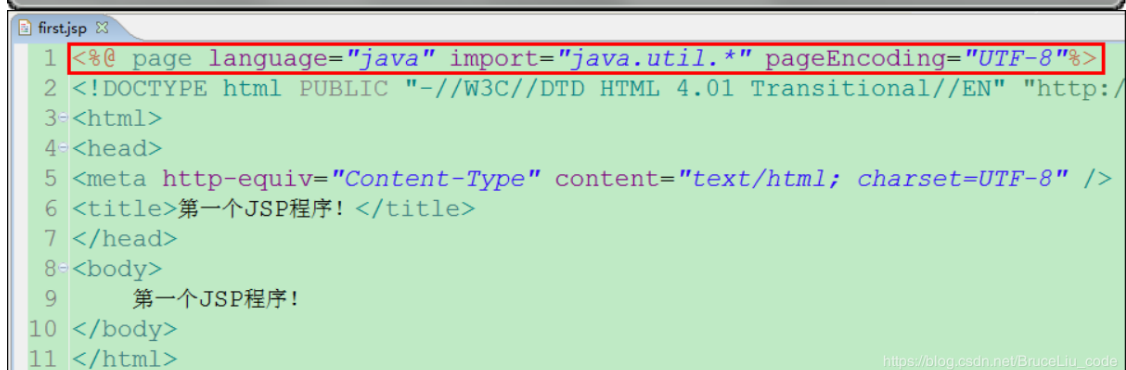 first.jsp
1 <%@ page language="java" import="java.util.*" pageEncoding="UTF-8"%>
2 <!DOCTYPE html PUBLIC "-//W3C//DTD HTML 4.01 Transitional//EN" "http:/
3 <html>
4 <head>
5 <meta http-equiv="Content-Type" content="text/html; charset=UTF-8" />
6 <title>第一个JSP程序!</title>
7 </head>
8 <body>
9 第一个JSP程序!
10 </body>
11 </html>
https://blog.csdn.net/BruceLiu_code